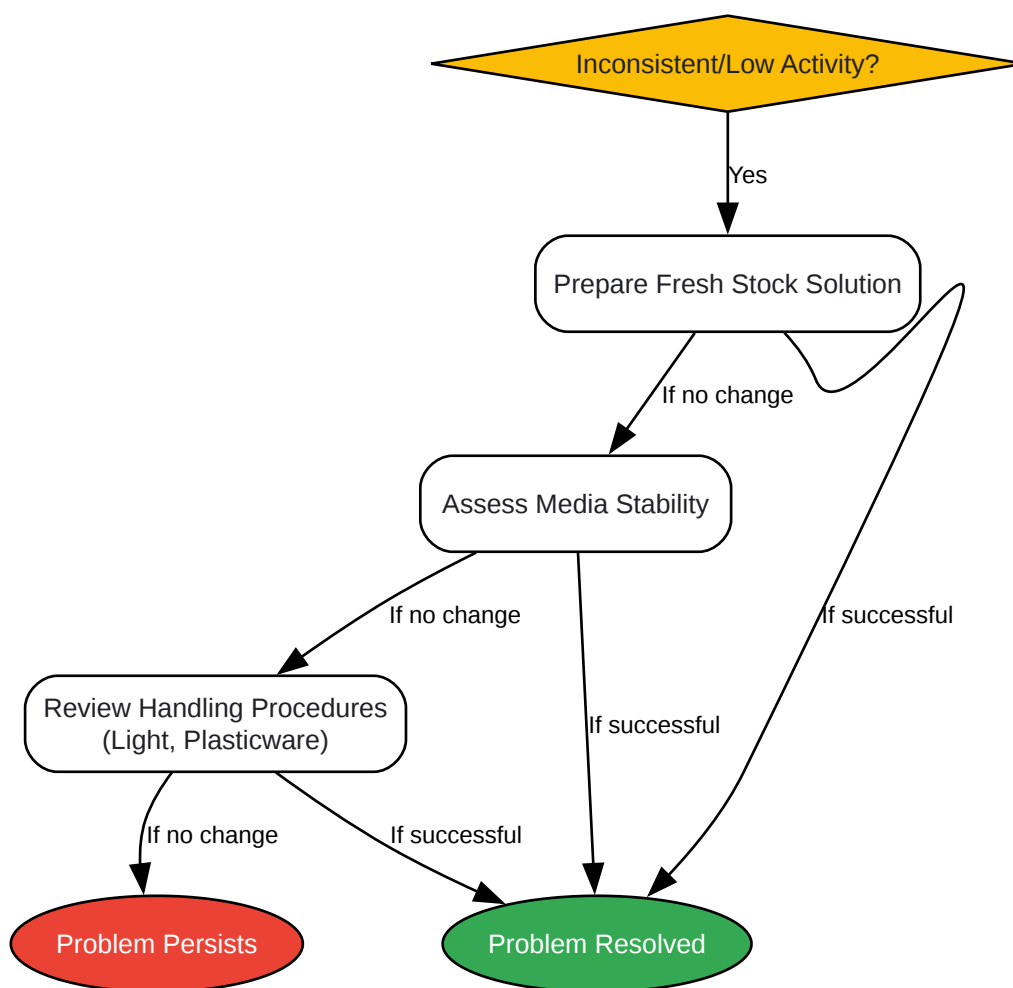 Inconsistent/Low Activity?
Yes
Prepare Fresh Stock Solution
If no change
Assess Media Stability
If no change
If successful
Review Handling Procedures
(Light, Plasticware)
If successful
If no change
If successful
Problem Persists
Problem Resolved